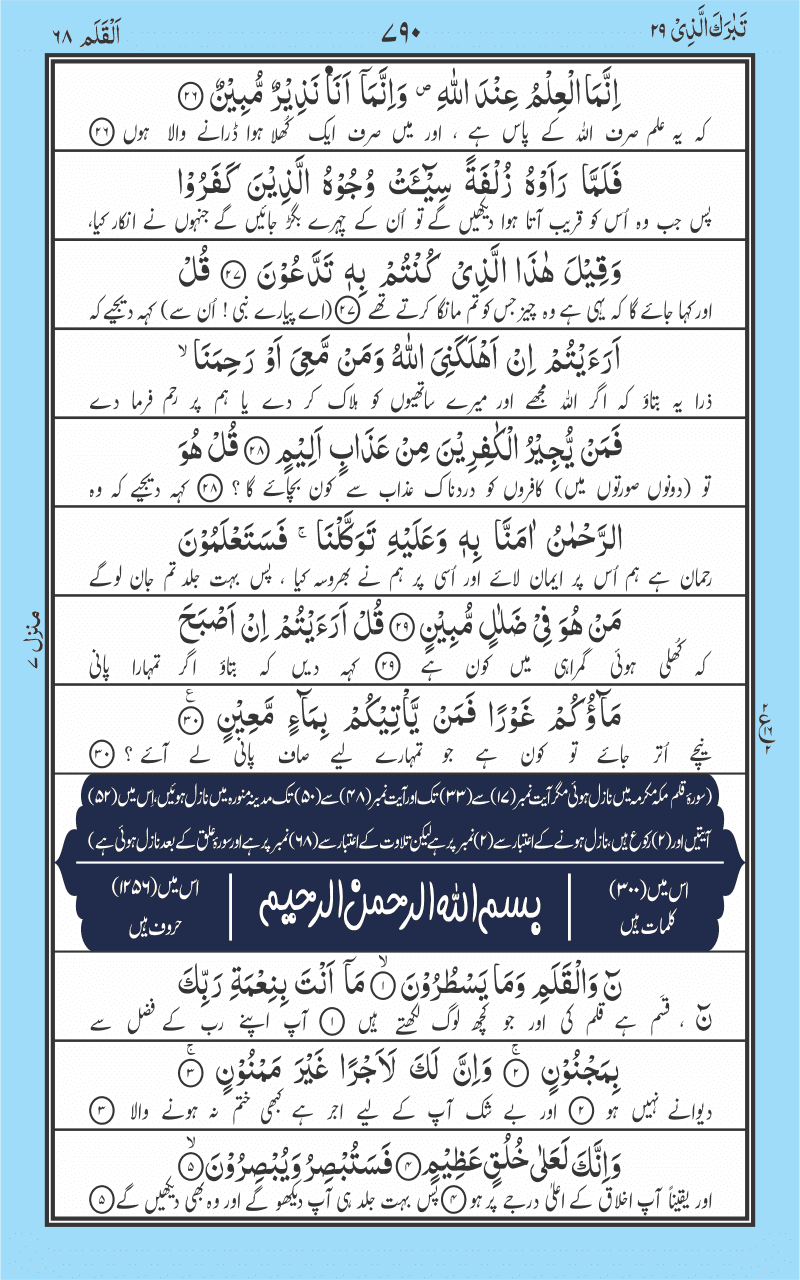 تَبٰرَكَ الَّذِیْ ۲۹
۷۹۰
اَلْقَلَم ۶۸
اِنَّمَا الْعِلْمُ عِنْدَ اللّٰهِ ۪ وَاِنَّمَاۤ اَنَا نَذِیْرٌ مُّبِیْنٌ ﴿۲۶﴾
کہ یہ علم صرف اللہ کے پاس ہے ، اور میں صرف ایک کُھلا ہوا ڈرانے والا ہوں ﴿۲۶﴾
فَلَمَّا رَاَوْهُ زُلْفَةً سِیْٓـَٔتْ وُجُوْهُ الَّذِیْنَ كَفَرُوْا
پس جب وہ اُس کو قریب آتا ہوا دیکھیں گے تو اُن کے چہرے بگڑ جائیں گے جنہوں نے انکار کیا،
وَقِیْلَ هٰذَا الَّذِیْ كُنْتُمْ بِهٖ تَدَّعُوْنَ ﴿۲۷﴾ قُلْ
اور کہا جائے گا کہ یہی ہے وہ چیز جس کو تم مانگا کرتے تھے ﴿۲۷﴾ (اے پیارے نبی ! اُن سے) کہہ دیجیے کہ
اَرَءَیْتُمْ اِنْ اَهْلَكَنِیَ اللّٰهُ وَمَنْ مَّعِیَ اَوْ رَحِمَنَا ۙ
ذرا یہ بتاؤ کہ اگر اللہ مجھے اور میرے ساتھیوں کو ہلاک کر دے یا ہم پر رحم فرما دے
فَمَنْ یُّجِیْرُ الْكٰفِرِیْنَ مِنْ عَذَابٍ اَلِیْمٍ ﴿۲۸﴾ قُلْ هُوَ
تو (دونوں صورتوں میں) کافروں کو دردناک عذاب سے کون بچائے گا ؟ ﴿۲۸﴾ کہہ دیجیے کہ وہ
الرَّحْمٰنُ اٰمَنَّا بِهٖ وَعَلَیْهِ تَوَكَّلْنَا ۚ فَسَتَعْلَمُوْنَ
رحمان ہے ہم اُس پر ایمان لائے اور اُسی پر ہم نے بھروسہ کیا ، پس بہت جلد تم جان لوگے
مَنْ هُوَ فِیْ ضَلٰلٍ مُّبِیْنٍ ﴿۲۹﴾ قُلْ اَرَءَیْتُمْ اِنْ اَصْبَحَ
کہ کُھلی ہوئی گمراہی میں کون ہے ﴿۲۹﴾ کہہ دیں کہ بتاؤ اگر تمہارا پانی
مَآؤُكُمْ غَوْرًا فَمَنْ یَّاْتِیْكُمْ بِمَآءٍ مَّعِیْنٍ ﴿۳۰﴾ ع
نیچے اُتر جائے تو کون ہے جو تمہارے لیے صاف پانی لے آئے ؟ ﴿۳۰﴾
منزل ۷
۲ ع ۱۶ ۲
(سورۂ قلم مکہ مکرمہ میں نازل ہوئی مگر آیت نمبر (۱۷) سے (۳۳) تک اور آیت نمبر (۴۸) سے (۵۰) تک مدینہ منورہ میں نازل ہوئیں، اِس میں (۵۲)
آیتیں اور (۲) رکوع ہیں، نازل ہونے کے اعتبار سے (۲) نمبر پر ہے لیکن تلاوت کے اعتبار سے (۶۸) نمبر پر ہے اور سورۂ علق کے بعد نازل ہوئی ہے)
اس میں (۳۰۰)
کلمات ہیں
بسم الله الرحمن الرحیم
اس میں (۱۲۵۶)
حروف ہیں
نٓ وَالْقَلَمِ وَمَا یَسْطُرُوْنَ ۙ﴿۱﴾ مَاۤ اَنْتَ بِنِعْمَةِ رَبِّكَ
نٓ ، قسَم ہے قلم کی اور جو کچھ لوگ لکھتے ہیں ﴿۱﴾ آپ اپنے رب کے فضل سے
بِمَجْنُوْنٍ ۚ﴿۲﴾ وَاِنَّ لَكَ لَاَجْرًا غَیْرَ مَمْنُوْنٍ ۚ﴿۳﴾
دیوانے نہیں ہو ﴿۲﴾ اور بے شک آپ کے لیے اجر ہے کبھی ختم نہ ہونے والا ﴿۳﴾
وَاِنَّكَ لَعَلٰی خُلُقٍ عَظِیْمٍ ﴿۴﴾ فَسَتُبْصِرُ وَیُبْصِرُوْنَ ۙ﴿۵﴾
اور یقیناً آپ اخلاق کے اعلیٰ درجے پر ہو ﴿۴﴾ پس بہت جلد ہی آپ دیکھو گے اور وہ بھی دیکھیں گے ﴿۵﴾